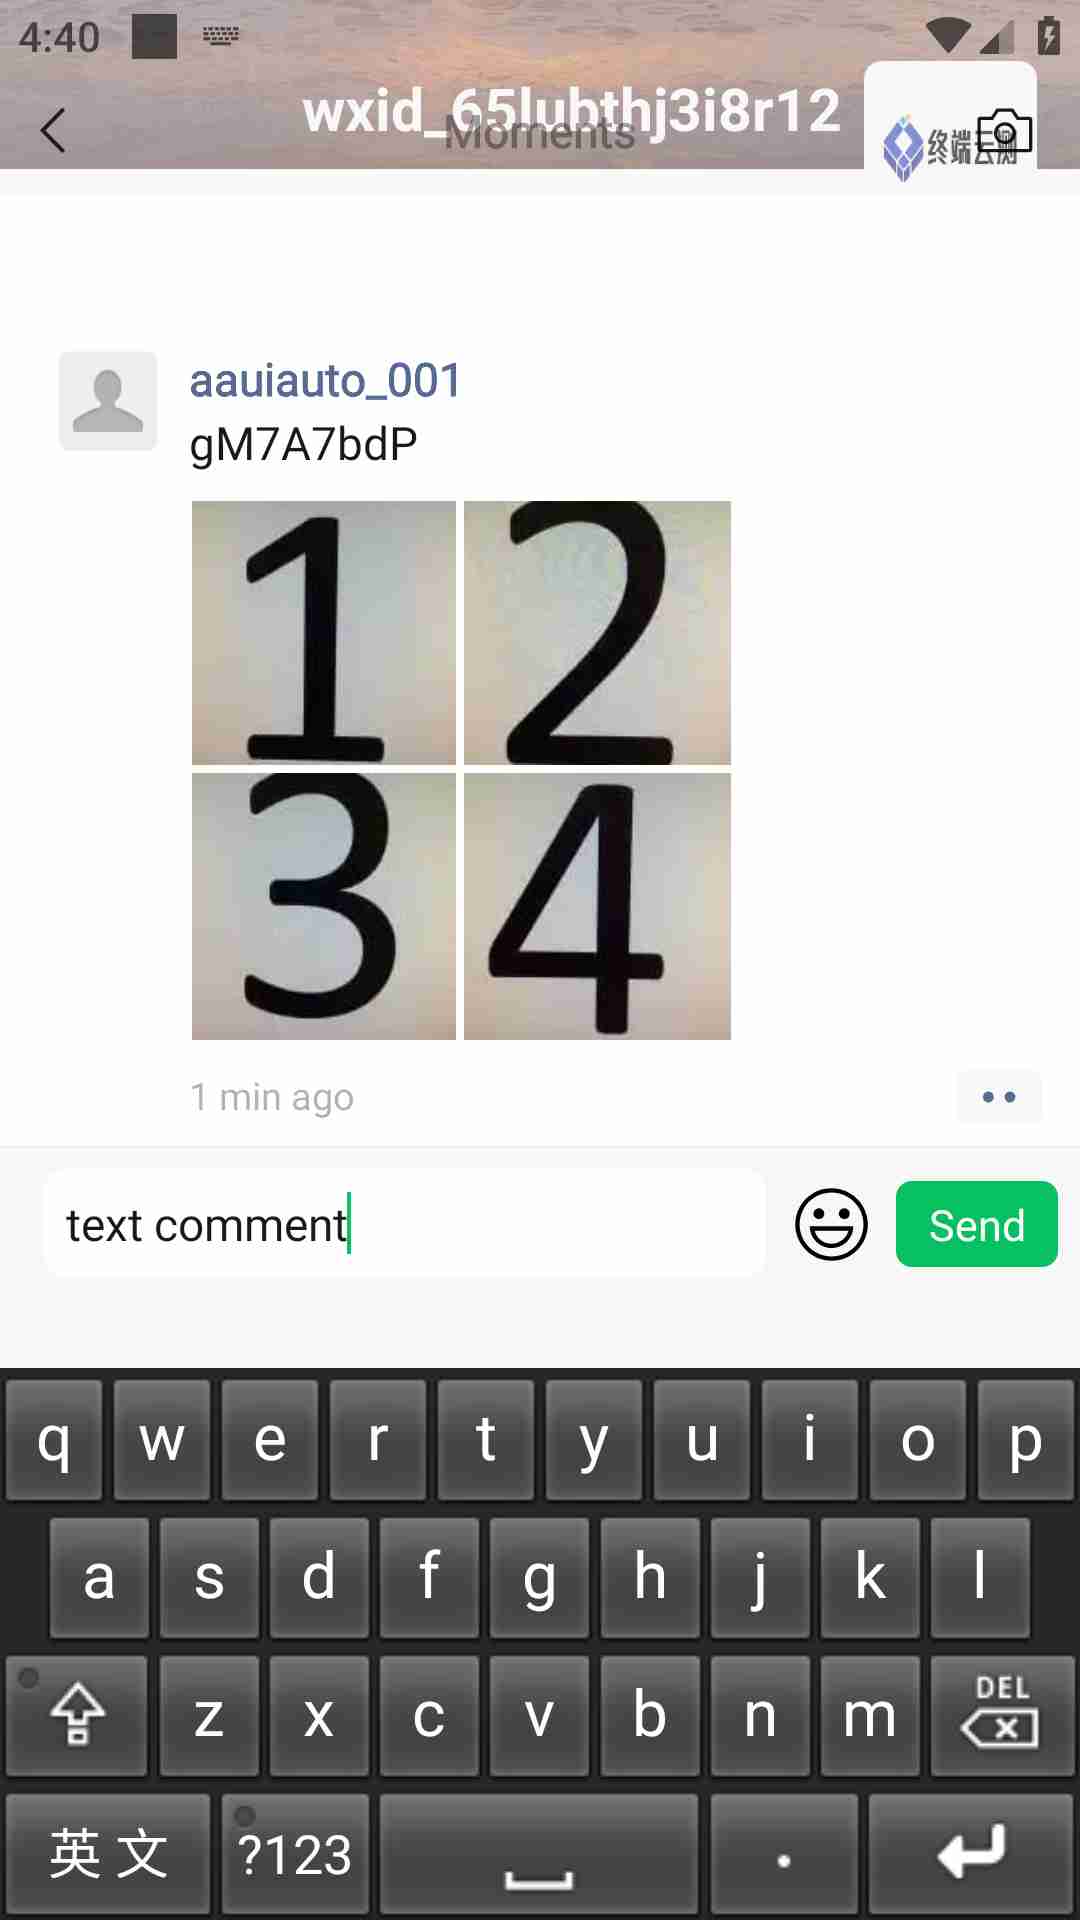 4:40
wxid_65lubthj3i8r12
Moments
终端云测
aauiauto_001
gM7A7bdP
1 2
3 4
1 min ago
text comment
Send
q w e r t y u i o p
a s d f g h j k l
z x c v b n m DEL
英文 ?123 .